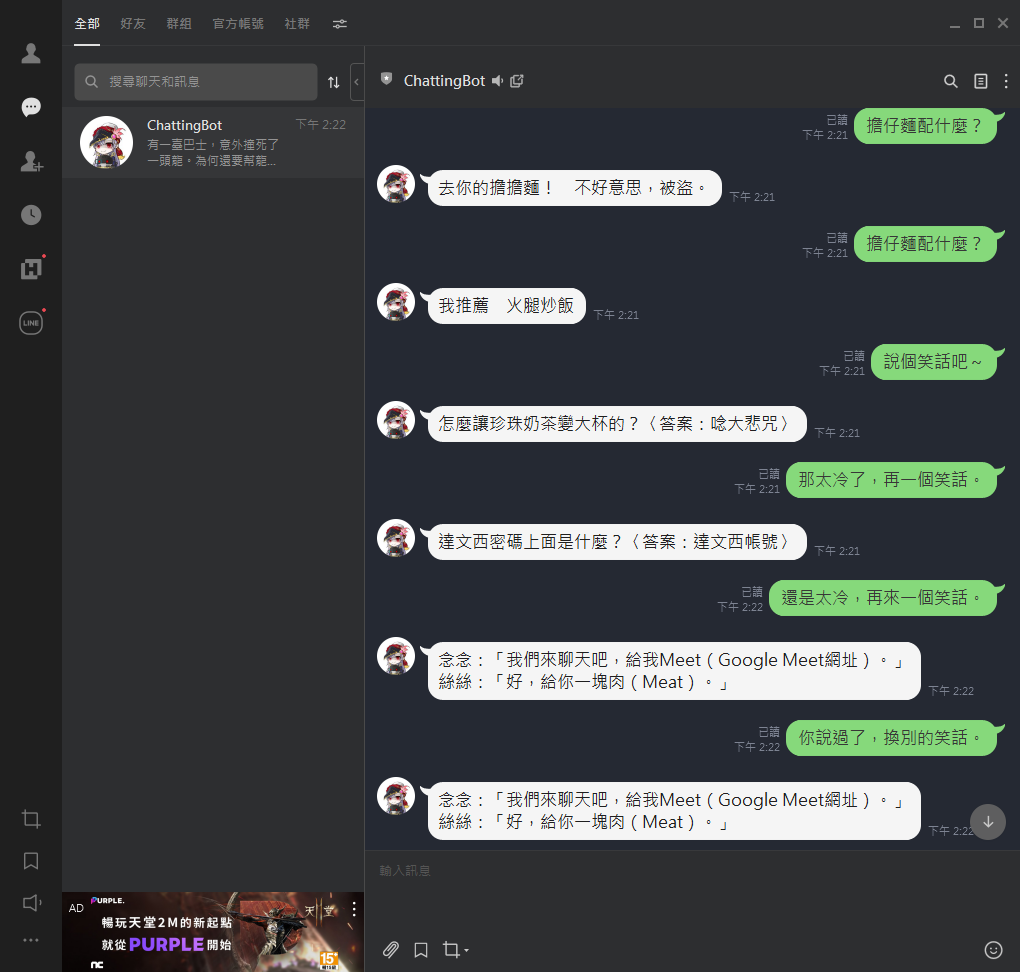 全部 好友 群組 官方帳號 社群
搜尋聊天和訊息
ChattingBot 下午 2:22
有一臺巴士，意外撞死了
一頭龍。為何還要幫龍...
LINE
AD
PURPLE.
暢玩天堂2M的新起點
就從PURPLE開始
NC
天堂
15+
ChattingBot
已讀
下午 2:21
擔仔麵配什麼？
去你的擔擔麵！　不好意思，被盜。
下午 2:21
已讀
下午 2:21
擔仔麵配什麼？
我推薦　火腿炒飯
下午 2:21
已讀
下午 2:21
說個笑話吧～
怎麼讓珍珠奶茶變大杯的？〈答案：唸大悲咒〉
下午 2:21
已讀
下午 2:21
那太冷了，再一個笑話。
達文西密碼上面是什麼？〈答案：達文西帳號〉
下午 2:21
已讀
下午 2:22
還是太冷，再來一個笑話。
念念：「我們來聊天吧，給我Meet（Google Meet網址）。」
絲絲：「好，給你一塊肉（Meat）。」
下午 2:22
已讀
下午 2:22
你說過了，換別的笑話。
念念：「我們來聊天吧，給我Meet（Google Meet網址）。」
絲絲：「好，給你一塊肉（Meat）。」
下午 2:22
輸入訊息